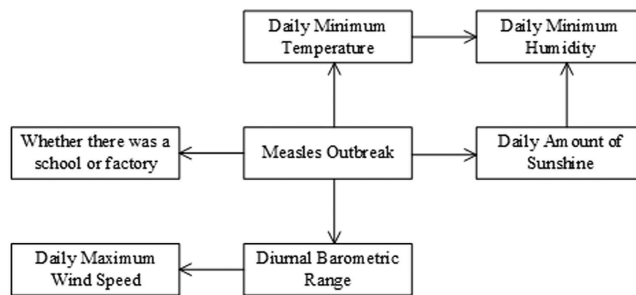 Daily Minimum
Temperature
Daily Minimum
Humidity
Whether there was a
school or factory
Measles Outbreak
Daily Amount of
Sunshine
Daily Maximum
Wind Speed
Diurnal Barometric
Range